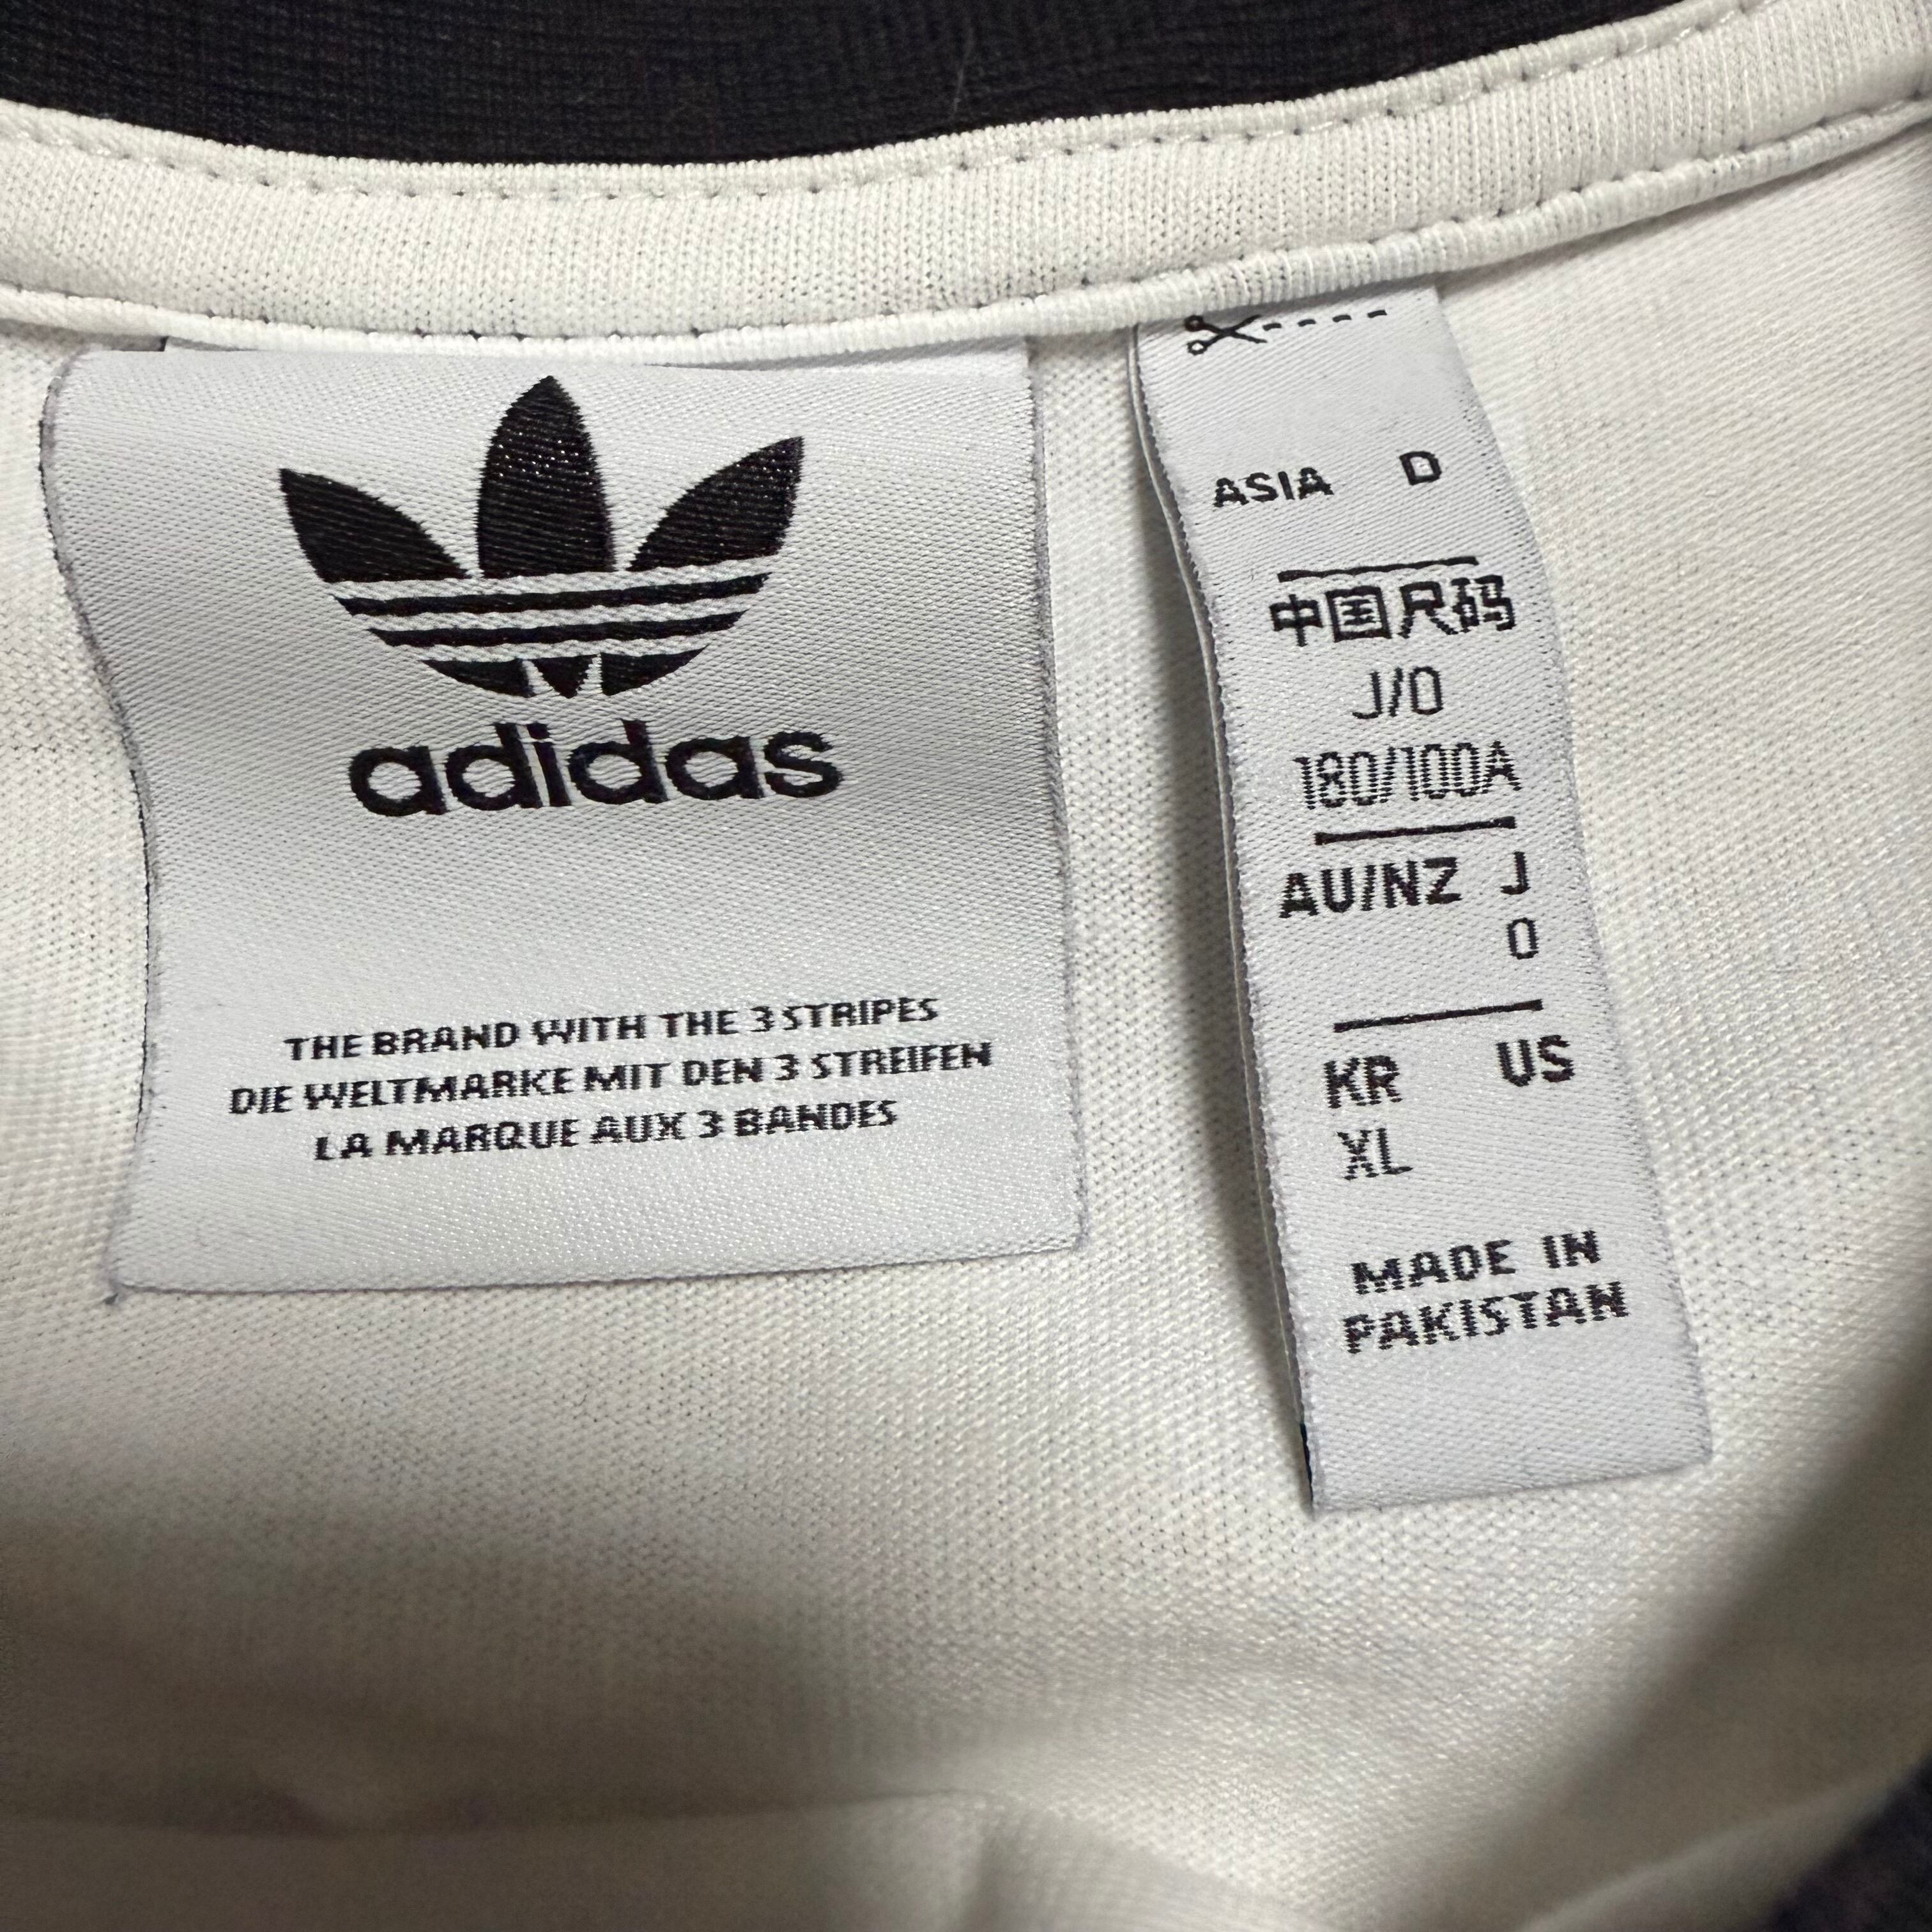 adidas
THE BRAND WITH THE 3 STRIPES
DIE WELTMARKE MIT DEN 3 STREIFEN
LA MARQUE AUX 3 BANDES
ASIA D
中国尺码
J/O
180/100A
AU/NZ J
O
KR US
XL
MADE IN
PAKISTAN